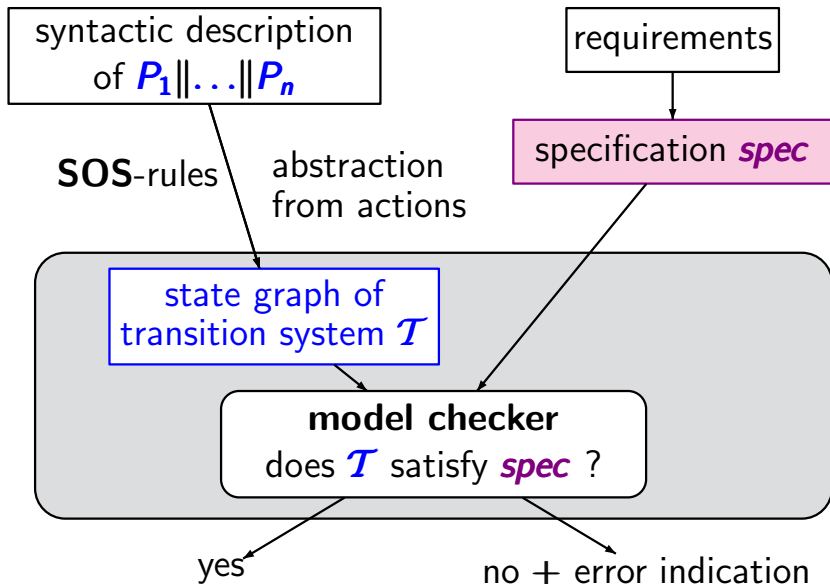 syntactic description
of P₁‖...‖Pₙ
requirements
specification spec
SOS-rules
abstraction
from actions
state graph of
transition system 𝒯
model checker
does 𝒯 satisfy spec ?
yes
no + error indication